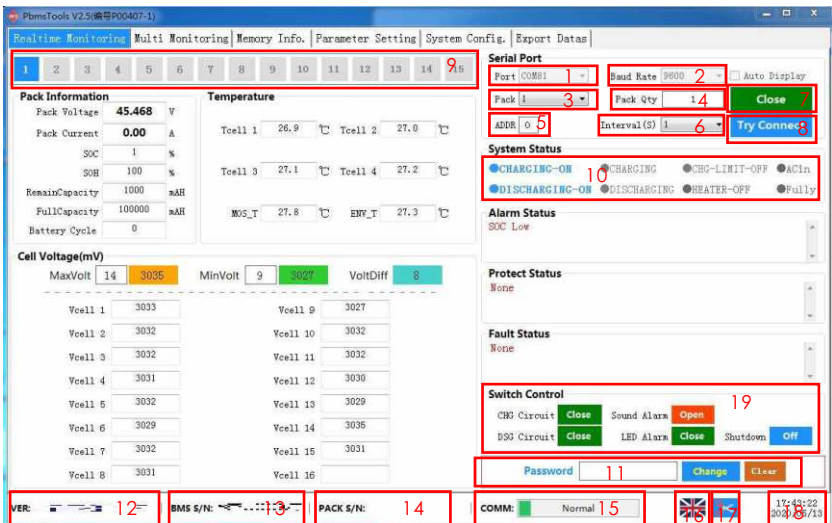 PbmsTools V2.5(编号P00407-1)
Realtime Monitoring Multi Monitoring Memory Info. Parameter Setting System Config. Export Datas
1 2 3 4 5 6 7 8 9 10 11 12 13 14 15 9
Serial Port
Port COM81 1 Baud Rate 9600 2 Auto Display
Pack 1 3 Pack Qty 1 4 Close 7
ADDR 0 5 Interval(S) 1 6 Try Connect 8
Pack Information
Pack Voltage 45.468 V
Pack Current 0.00 A
SOC 1 %
SOH 100 %
RemainCapacity 1000 mAH
FullCapacity 100000 mAH
Battery Cycle 0
Temperature
Tcell 1 26.9 ℃ Tcell 2 27.0 ℃
Tcell 3 27.1 ℃ Tcell 4 27.2 ℃
MOS_T 27.8 ℃ ENV_T 27.3 ℃
System Status
CHARGING-ON CHARGING CHG-LIMIT-OFF ACin
10
DISCHARGING-ON DISCHARGING HEATER-OFF Fully
Alarm Status
SOC Low
Protect Status
None
Fault Status
None
Cell Voltage(mV)
MaxVolt 14 3035 MinVolt 9 3027 VoltDiff 8
Vcell 1 3033 Vcell 9 3027
Vcell 2 3032 Vcell 10 3032
Vcell 3 3032 Vcell 11 3032
Vcell 4 3031 Vcell 12 3030
Vcell 5 3032 Vcell 13 3029
Vcell 6 3029 Vcell 14 3035
Vcell 7 3032 Vcell 15 3031
Vcell 8 3031 Vcell 16
Switch Control 19
CHG Circuit Close Sound Alarm Open
DSG Circuit Close LED Alarm Close Shutdown Off
Password 11 Change Clear
VER: 12 BMS S/N: 13 PACK S/N: 14 COMM: Normal 15 16 17 17:43:22
18